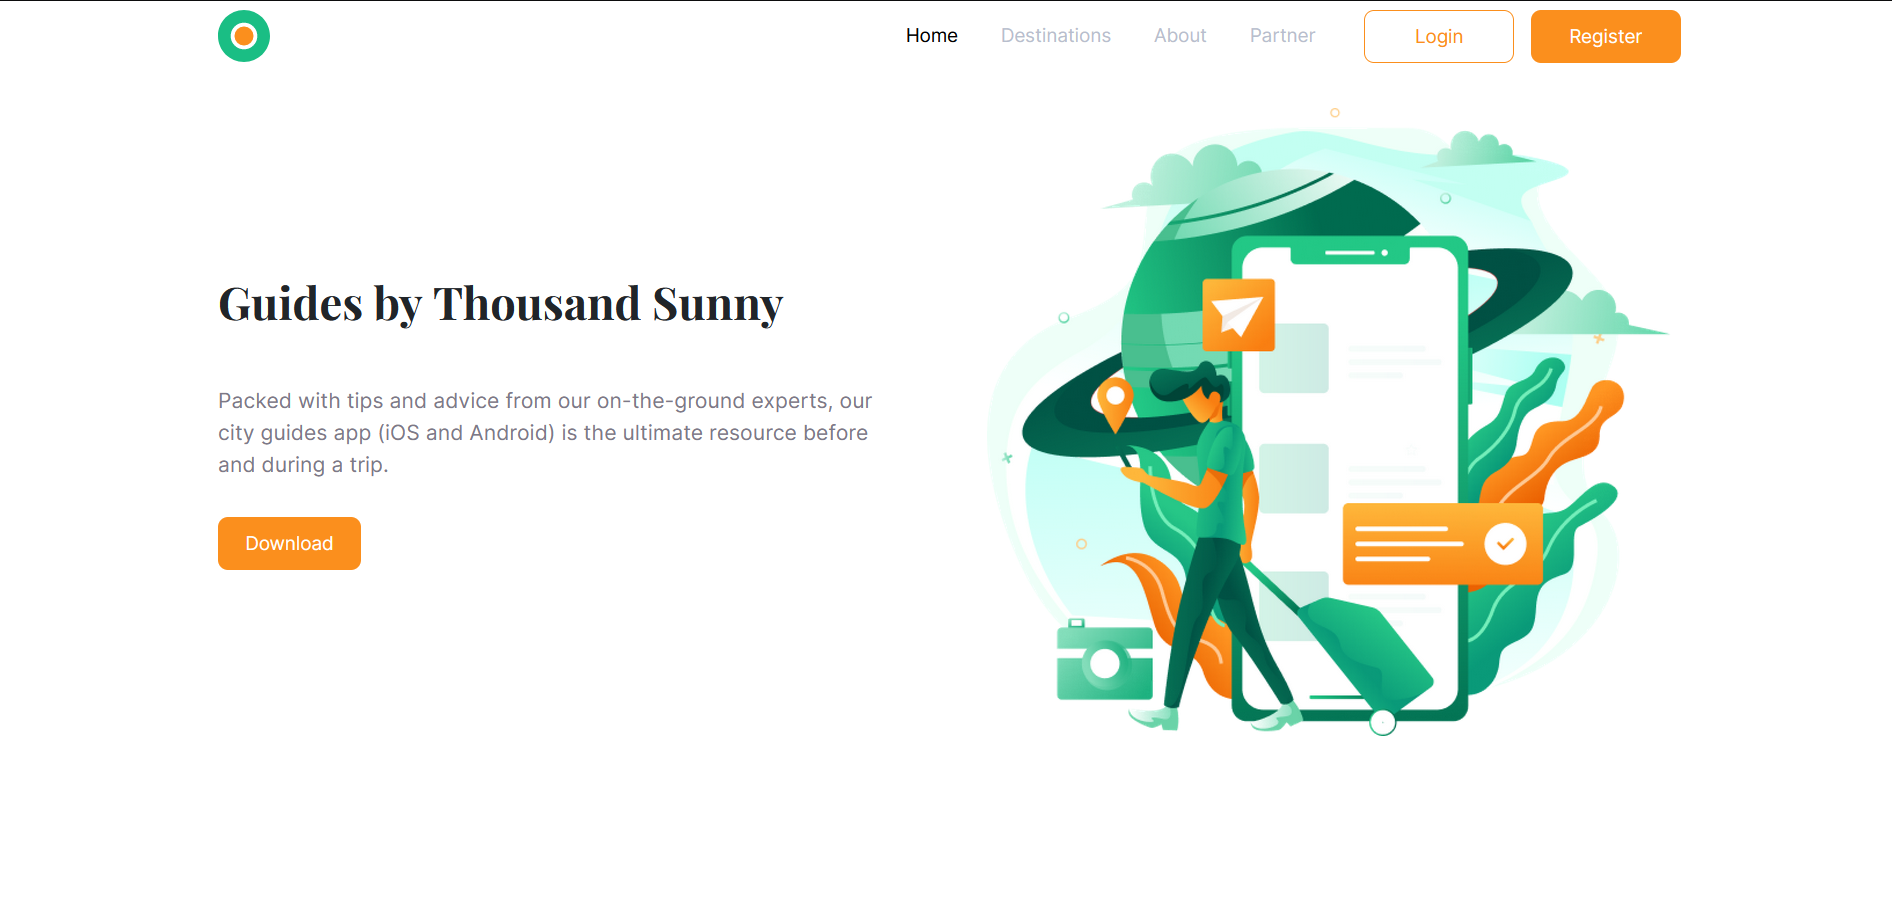 Home Destinations About Partner Login Register
Guides by Thousand Sunny
Packed with tips and advice from our on-the-ground experts, our
city guides app (iOS and Android) is the ultimate resource before
and during a trip.
Download